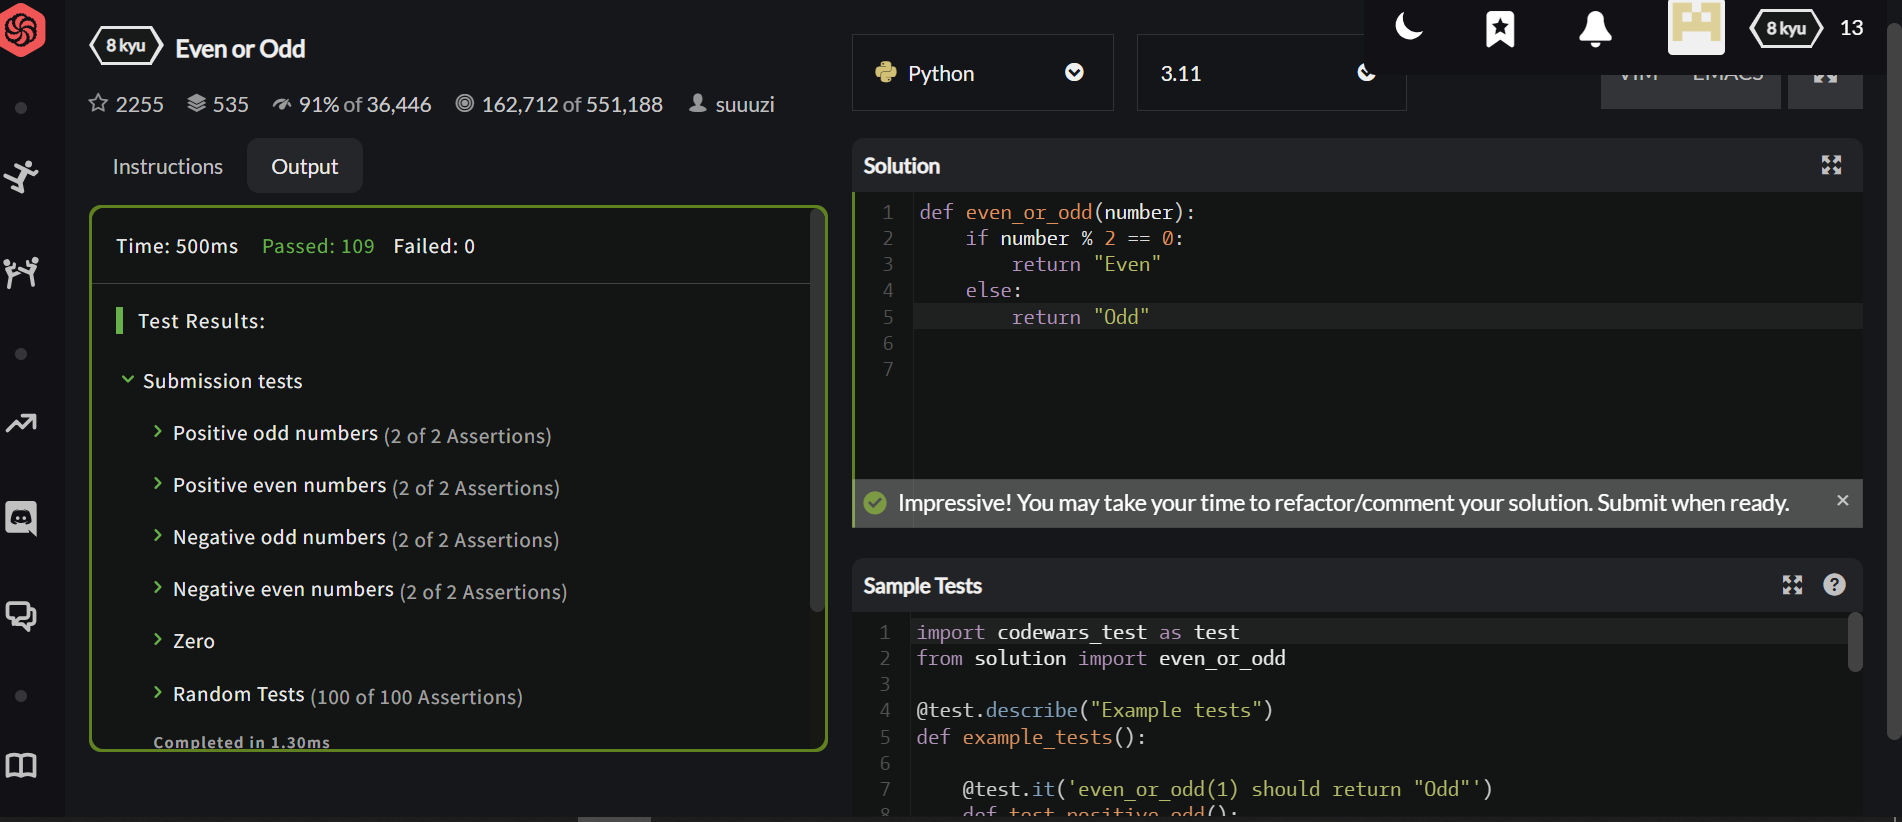 8 kyu Even or Odd
2255 535 91% of 36,446 162,712 of 551,188 suuuzi
Instructions Output
Time: 500ms Passed: 109 Failed: 0
Test Results:
Submission tests
Positive odd numbers (2 of 2 Assertions)
Positive even numbers (2 of 2 Assertions)
Negative odd numbers (2 of 2 Assertions)
Negative even numbers (2 of 2 Assertions)
Zero
Random Tests (100 of 100 Assertions)
Completed in 1.30ms
8 kyu 13
Python 3.11 VIM EMACS
Solution
1 def even_or_odd(number):
2 if number % 2 == 0:
3 return "Even"
4 else:
5 return "Odd"
6
7
Impressive! You may take your time to refactor/comment your solution. Submit when ready.
Sample Tests
1 import codewars_test as test
2 from solution import even_or_odd
3
4 @test.describe("Example tests")
5 def example_tests():
6
7 @test.it('even_or_odd(1) should return "Odd"')
8 def test_positive_odd():